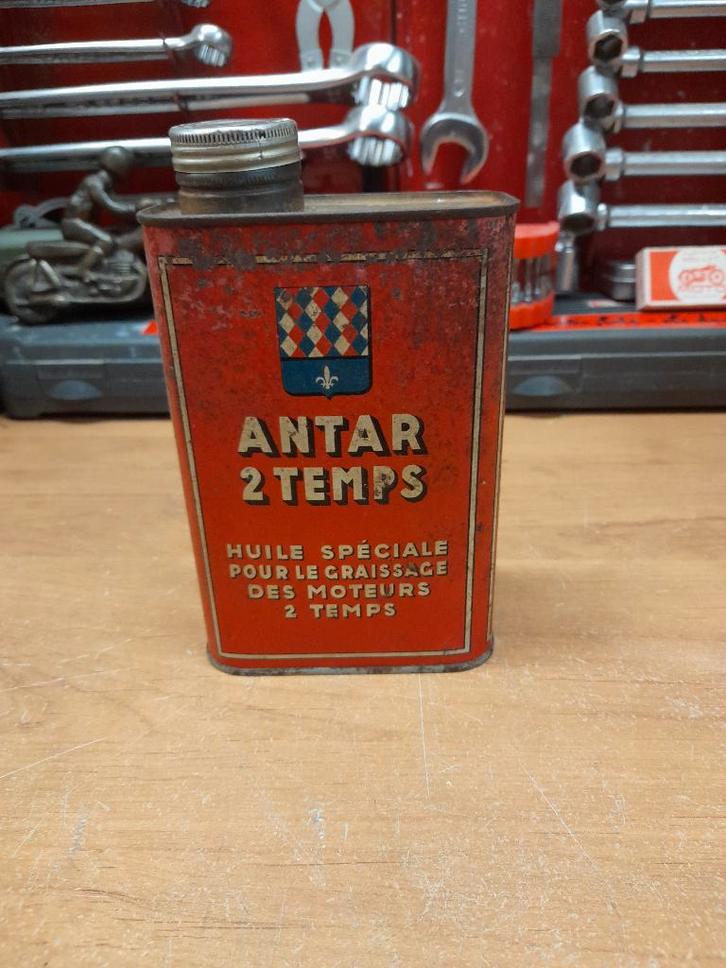 ANTAR
2 TEMPS
HUILE SPÉCIALE
POUR LE GRAISSAGE
DES MOTEURS
2 TEMPS